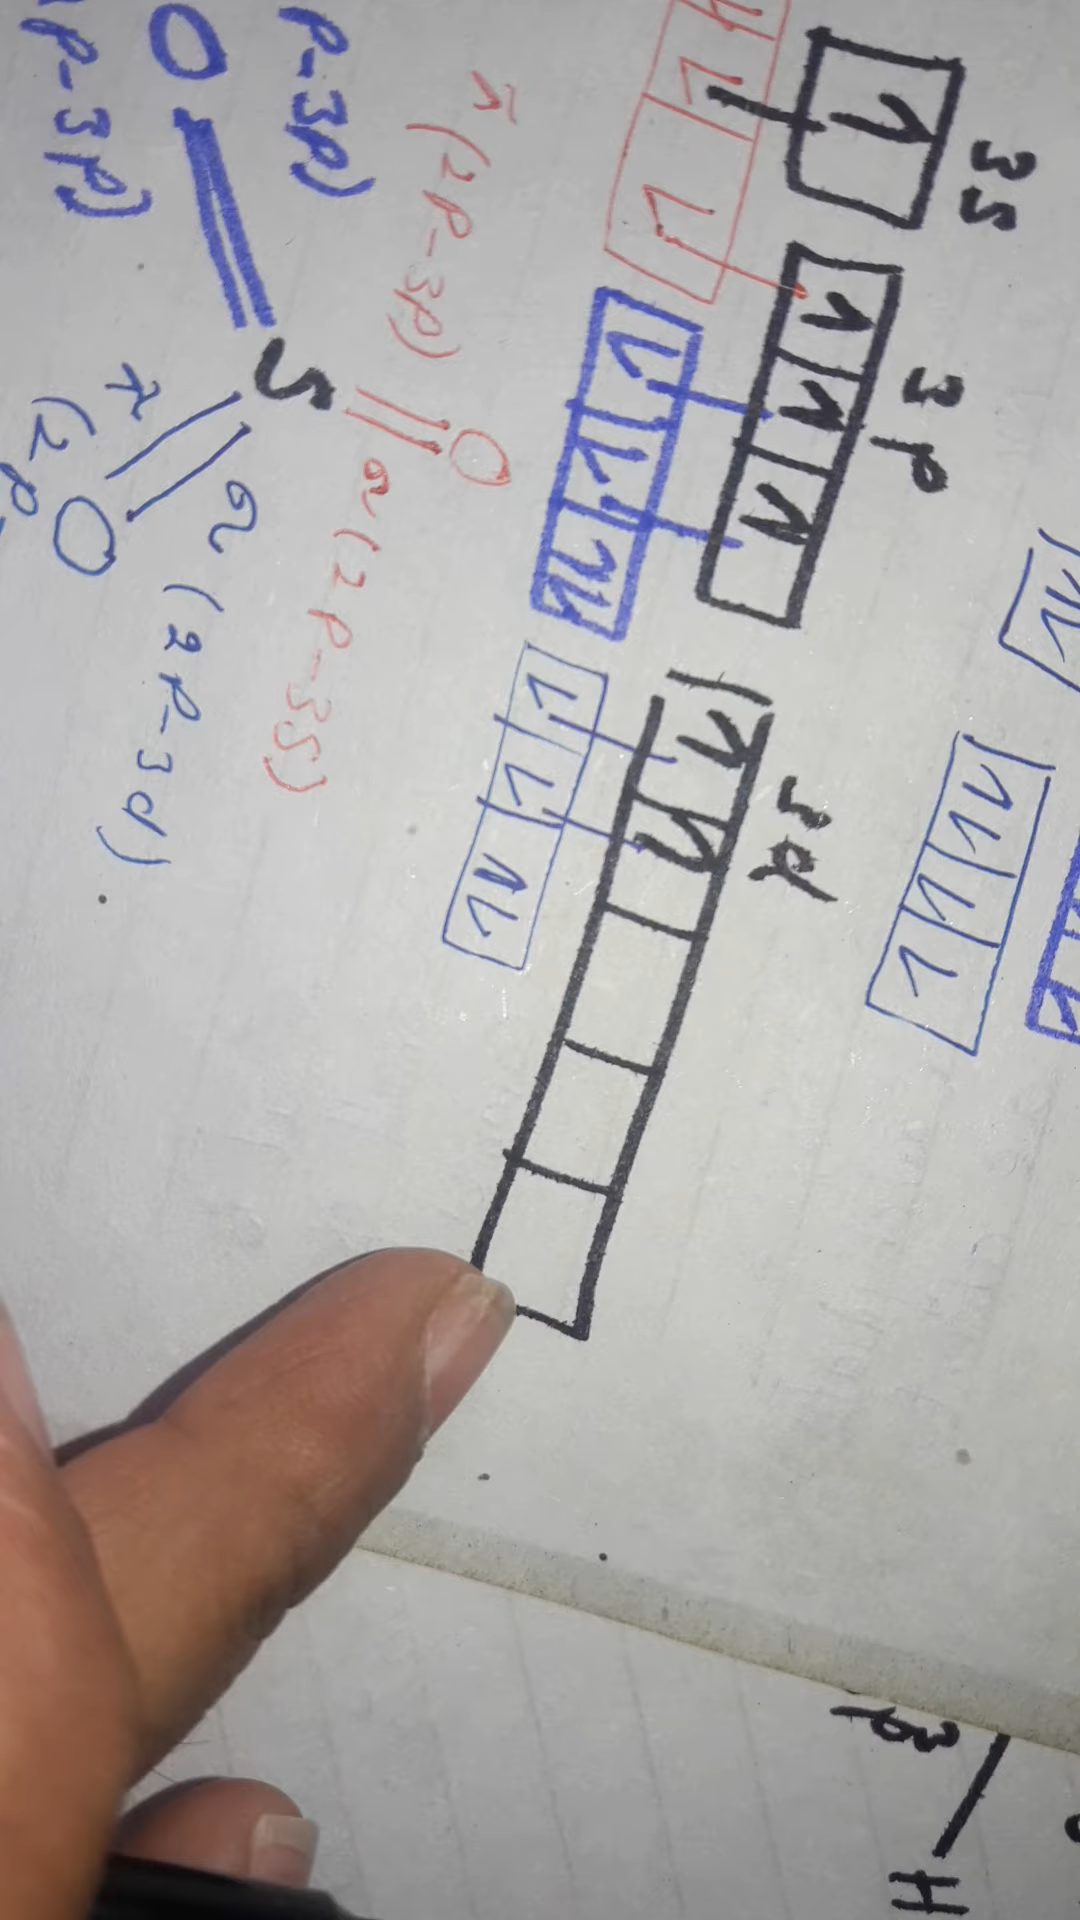 3s
3p
3d
π (2p-3p)
O
σ (2p-3s)
P-3p)
O
S
p-3p)
π
(2p-
O
σ (2p-3d)
3p
H